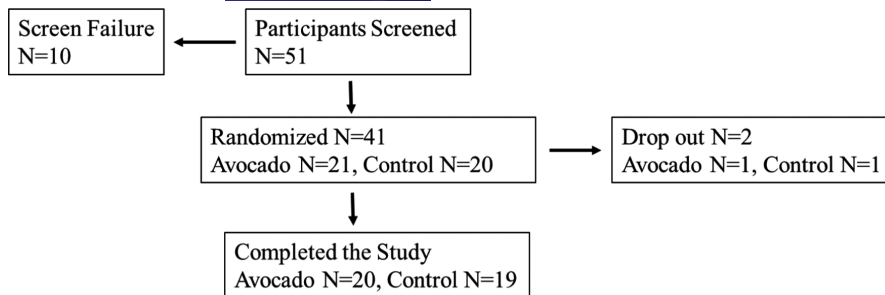 Screen Failure
N=10
Participants Screened
N=51
Randomized N=41
Avocado N=21, Control N=20
Drop out N=2
Avocado N=1, Control N=1
Completed the Study
Avocado N=20, Control N=19